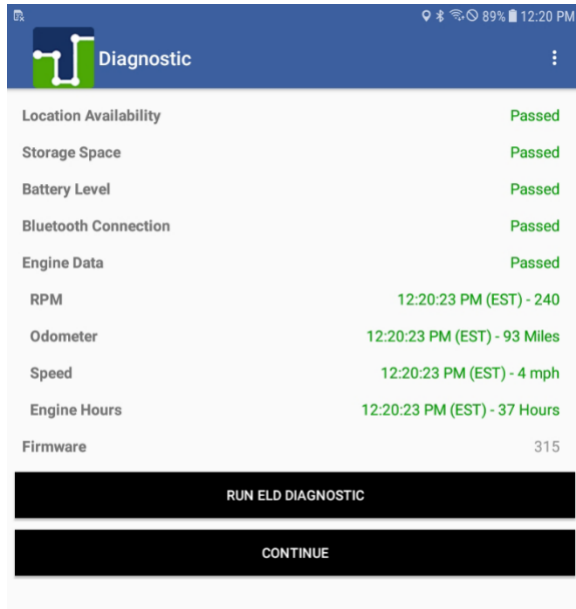 89% 12:20 PM
Diagnostic
Location Availability Passed
Storage Space Passed
Battery Level Passed
Bluetooth Connection Passed
Engine Data Passed
RPM 12:20:23 PM (EST) - 240
Odometer 12:20:23 PM (EST) - 93 Miles
Speed 12:20:23 PM (EST) - 4 mph
Engine Hours 12:20:23 PM (EST) - 37 Hours
Firmware 315
RUN ELD DIAGNOSTIC
CONTINUE